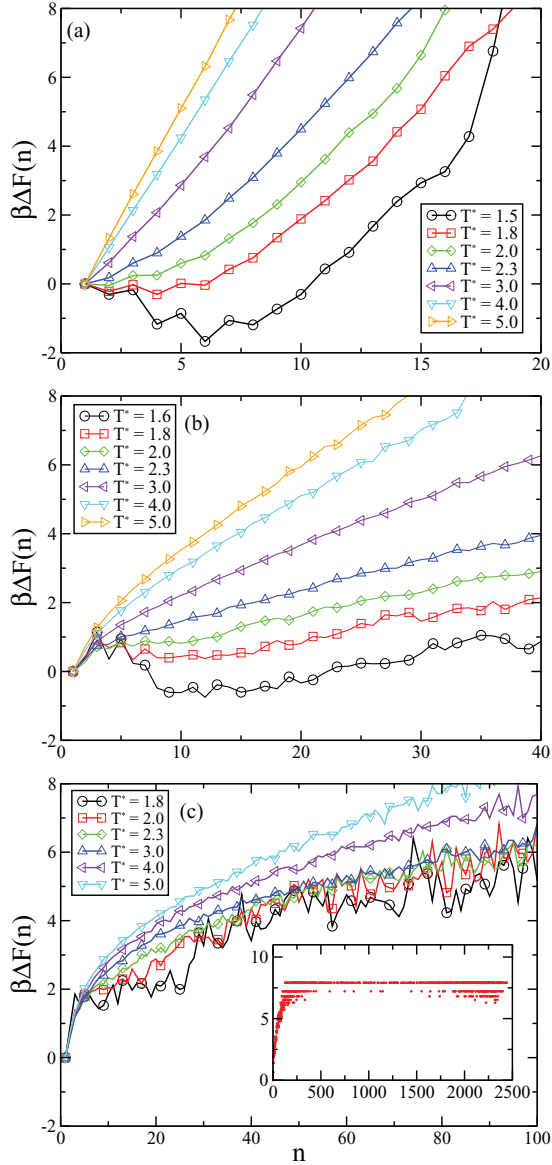 (a)
8
6
4
2
0
-2
βΔF(n)
T* = 1.5
T* = 1.8
T* = 2.0
T* = 2.3
T* = 3.0
T* = 4.0
T* = 5.0
0 5 10 15 20
(b)
8
6
4
2
0
-2
βΔF(n)
T* = 1.6
T* = 1.8
T* = 2.0
T* = 2.3
T* = 3.0
T* = 4.0
T* = 5.0
0 10 20 30 40
(c)
8
6
4
2
0
-2
βΔF(n)
T* = 1.8
T* = 2.0
T* = 2.3
T* = 3.0
T* = 4.0
T* = 5.0
10
5
0
0 500 1000 1500 2000 2500
0 20 40 60 80 100
n